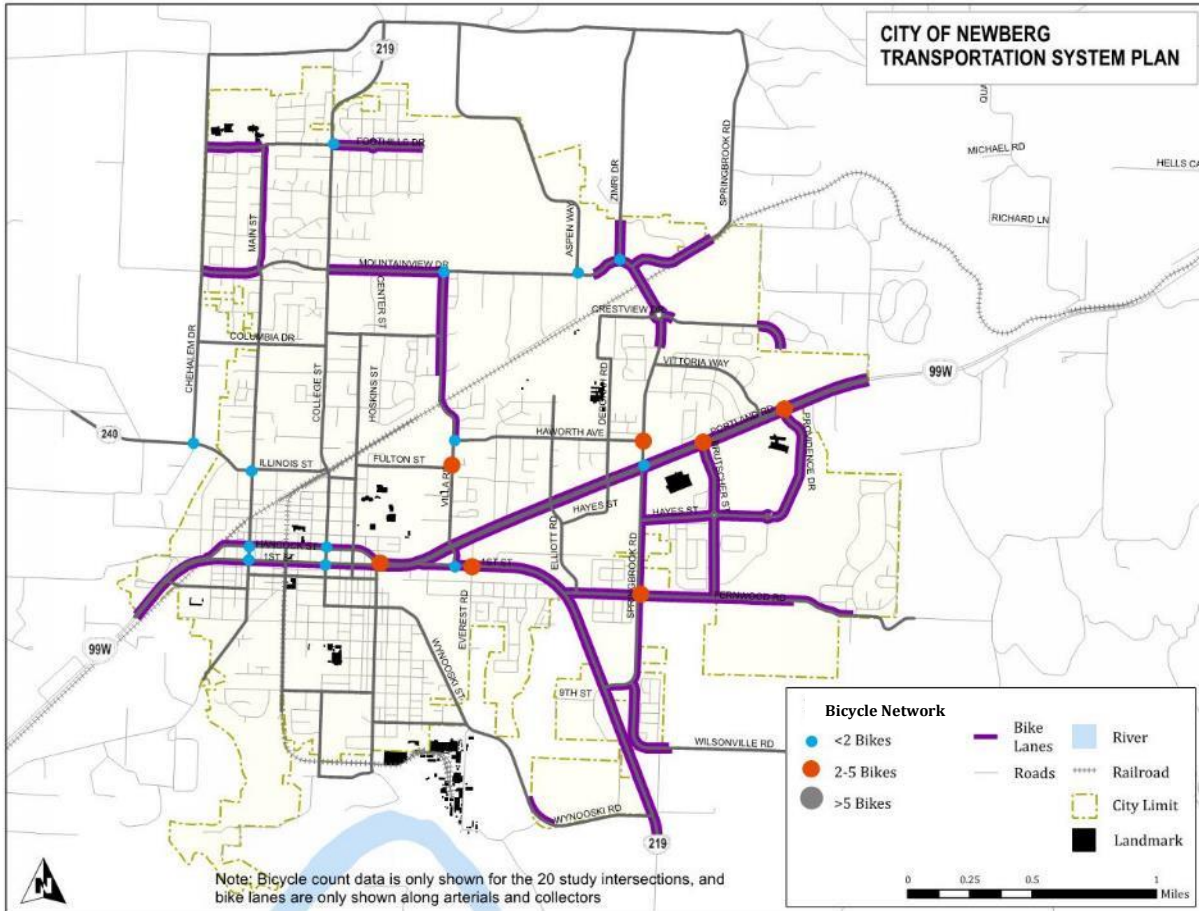 CITY OF NEWBERG
TRANSPORTATION SYSTEM PLAN
219
FOOTHILLS DR
MICHAEL RD
HELLS CA
RICHARD LN
ZIMRI DR
SPRINGBROOK RD
MAIN ST
ASPEN WAY
MOUNTAINVIEW DR
CENTER ST
CRESTVIEW
COLUMBIA DR
CHEHALEM DR
COLLEGE ST
HOSKINS ST
VITTORIA WAY
99W
DEBORAH RD
PORTLAND RD
PROVIDENCE DR
240
HAWORTH AVE
ILLINOIS ST
FULTON ST
VILLA RD
BRUTSCHER ST
HAYES ST
HAYES ST
ELLIOTT RD
HANCOCK ST
1ST ST
1ST ST
SPRINGBROOK RD
FERNWOOD RD
EVEREST RD
99W
WYNOOSKI ST
9TH ST
WILSONVILLE RD
WYNOOSKI RD
219
Bicycle Network
<2 Bikes
2-5 Bikes
>5 Bikes
Bike
Lanes
Roads
River
Railroad
City Limit
Landmark
0 0.25 0.5 1
Miles
N
Note: Bicycle count data is only shown for the 20 study intersections, and
bike lanes are only shown along arterials and collectors